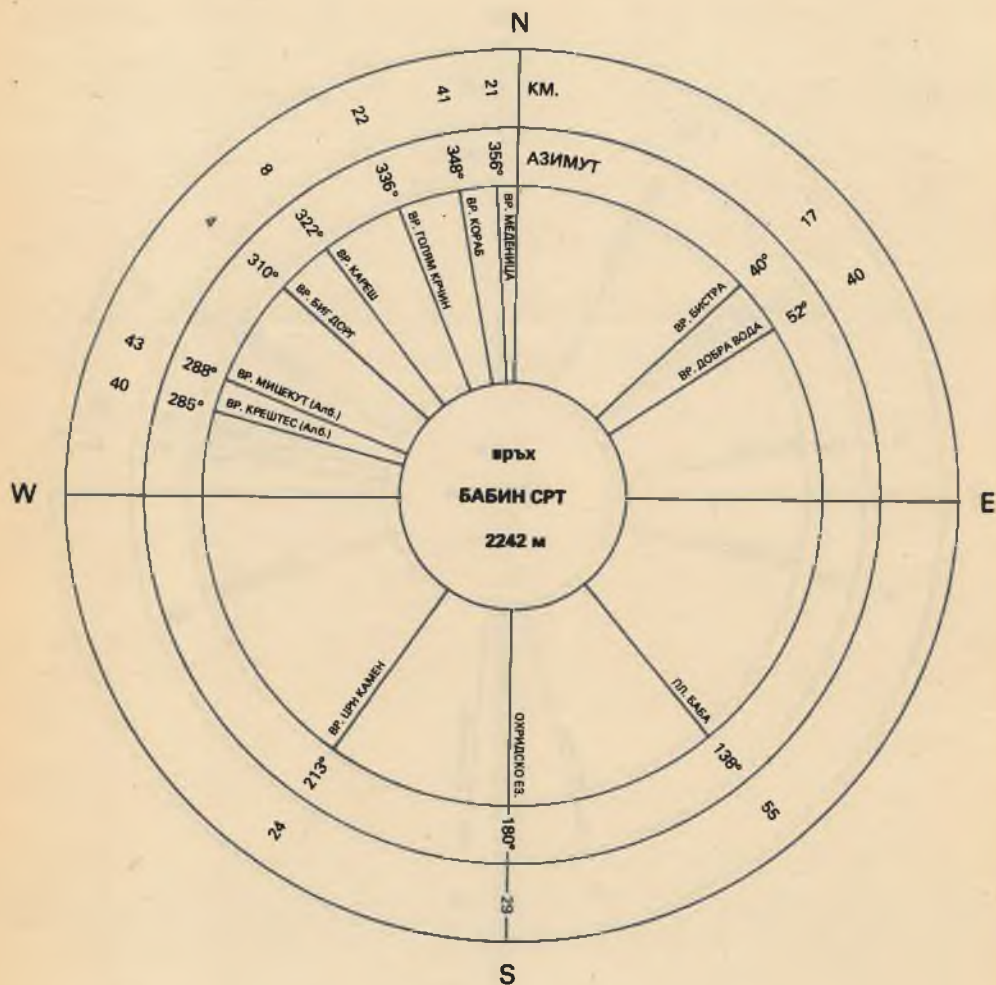 N
КМ.
АЗИМУТ
21
356°
ВР. МЕДЕНИЦА
41
348°
ВР. КОРАБ
22
336°
ВР. ГОЛЯМ КРЧИН
8
322°
ВР. КАРЕШ
4
310°
ВР. БИГ ДОРГ
43
288°
ВР. МИЦЕКУТ (Алб.)
40
285°
ВР. КРЕШТЕС (Алб.)
17
40°
ВР. БИСТРА
40
52°
ВР. ДОБРА ВОДА
W
връх
БАБИН СРТ
2242 м
E
ВР. ЦРН КАМЕН
213°
24
ОХРИДСКО ЕЗ.
180°
29
ПЛ. БАБА
138°
55
S